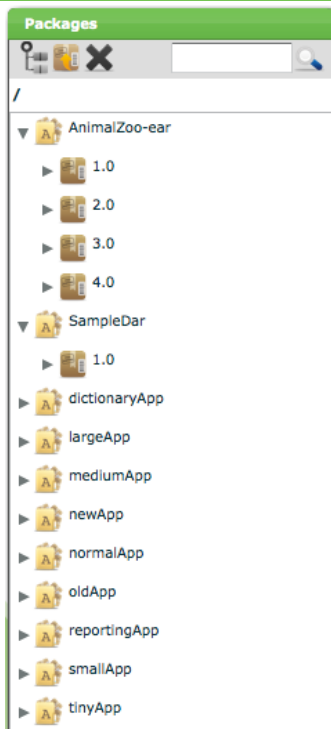 Packages
/
AnimalZoo-ear
1.0
2.0
3.0
4.0
SampleDar
1.0
dictionaryApp
largeApp
mediumApp
newApp
normalApp
oldApp
reportingApp
smallApp
tinyApp